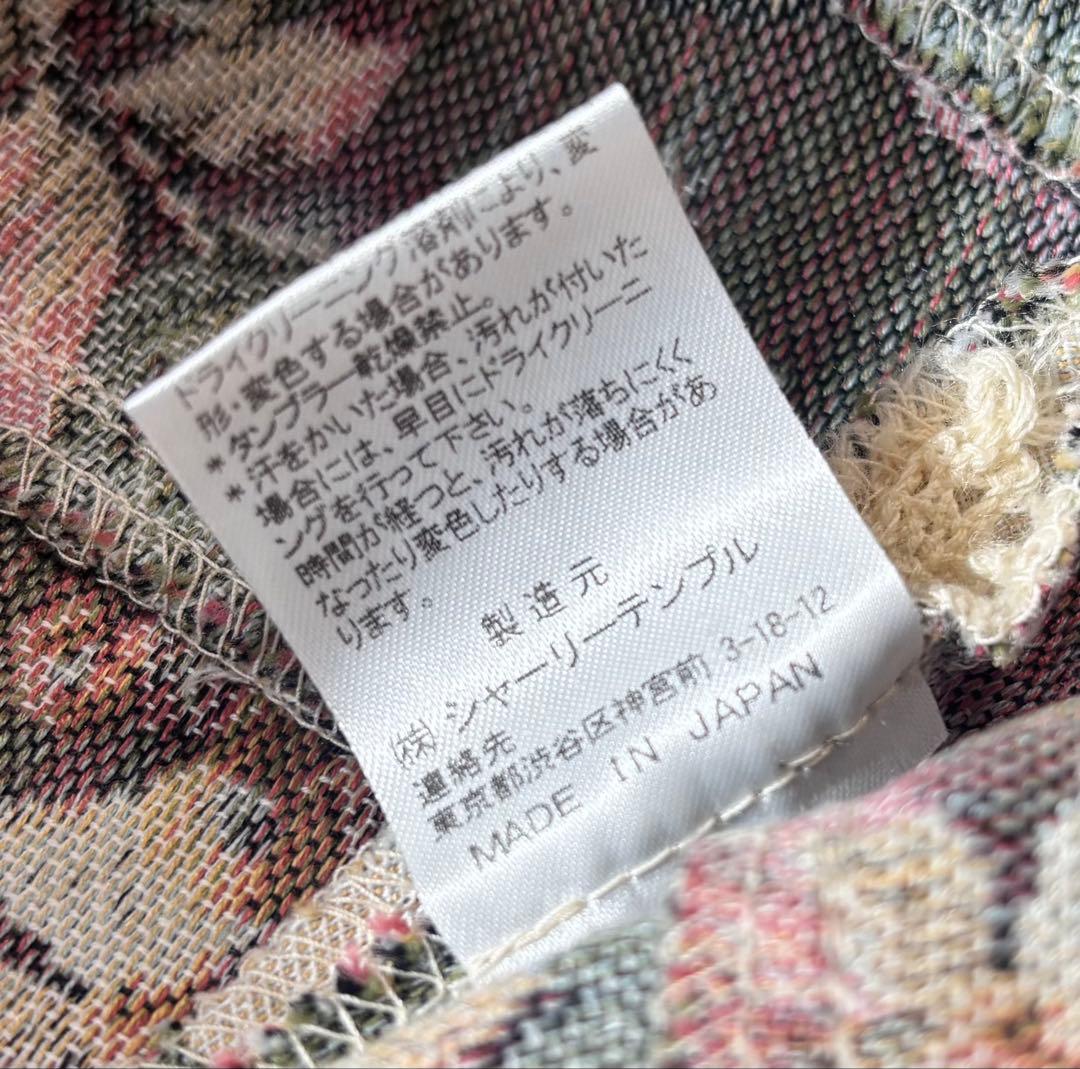 ドライクリーニング溶剤により、変
形・変色する場合があります。
*タンブラー乾燥禁止。
*汗をかいた場合、汚れが付いた
場合には、早目にドライクリーニ
ングを行って下さい。
時間が経つと、汚れが落ちにくく
なったり変色したりする場合があ
ります。
製造元
㈱シャーリーテンプル
連絡先
東京都渋谷区神宮前 3-18-12
MADE IN JAPAN